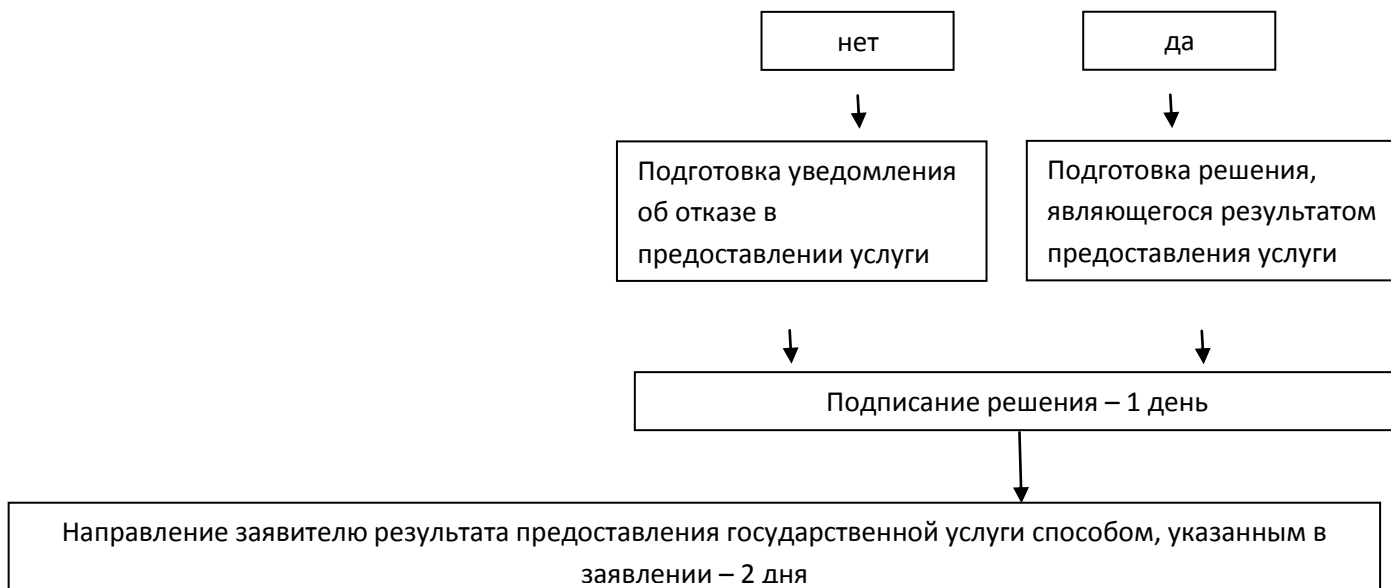 нет
да
Подготовка уведомления
об отказе в
предоставлении услуги
Подготовка решения,
являющегося результатом
предоставления услуги
Подписание решения – 1 день
Направление заявителю результата предоставления государственной услуги способом, указанным в
заявлении – 2 дня